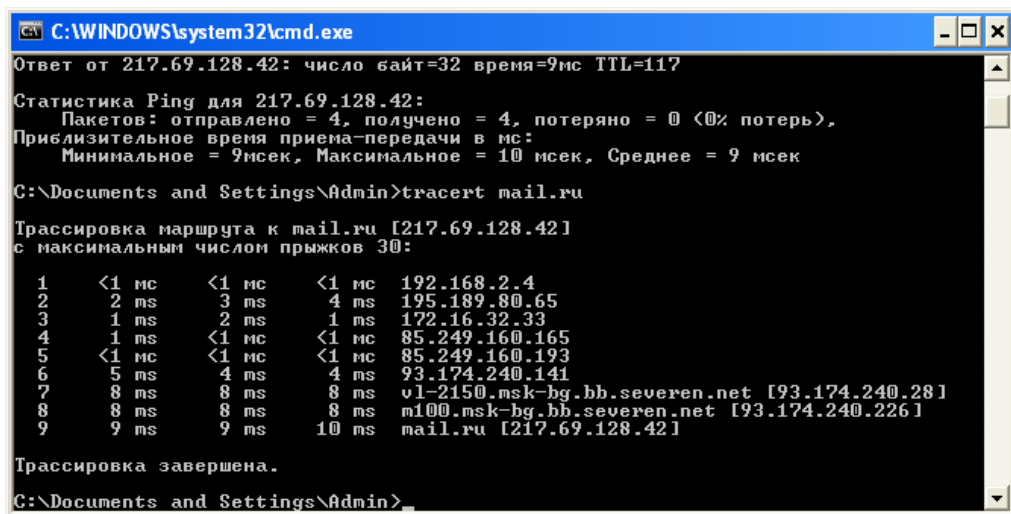 C:\WINDOWS\system32\cmd.exe
Ответ от 217.69.128.42: число байт=32 время=9мс TTL=117
Статистика Ping для 217.69.128.42:
Пакетов: отправлено = 4, получено = 4, потеряно = 0 (0% потерь),
Приблизительное время приема-передачи в мс:
Минимальное = 9мсек, Максимальное = 10 мсек, Среднее = 9 мсек
C:\Documents and Settings\Admin>tracert mail.ru
Трассировка маршрута к mail.ru [217.69.128.42]
с максимальным числом прыжков 30:
1 <1 мс <1 мс <1 мс 192.168.2.4
2 2 ms 3 ms 4 ms 195.189.80.65
3 1 ms 2 ms 1 ms 172.16.32.33
4 1 ms <1 мс <1 мс 85.249.160.165
5 <1 мс <1 мс <1 мс 85.249.160.193
6 5 ms 4 ms 4 ms 93.174.240.141
7 8 ms 8 ms 8 ms vl-2150.msk-bg.bb.severen.net [93.174.240.28]
8 8 ms 8 ms 8 ms m100.msk-bg.bb.severen.net [93.174.240.226]
9 9 ms 9 ms 10 ms mail.ru [217.69.128.42]
Трассировка завершена.
C:\Documents and Settings\Admin>_